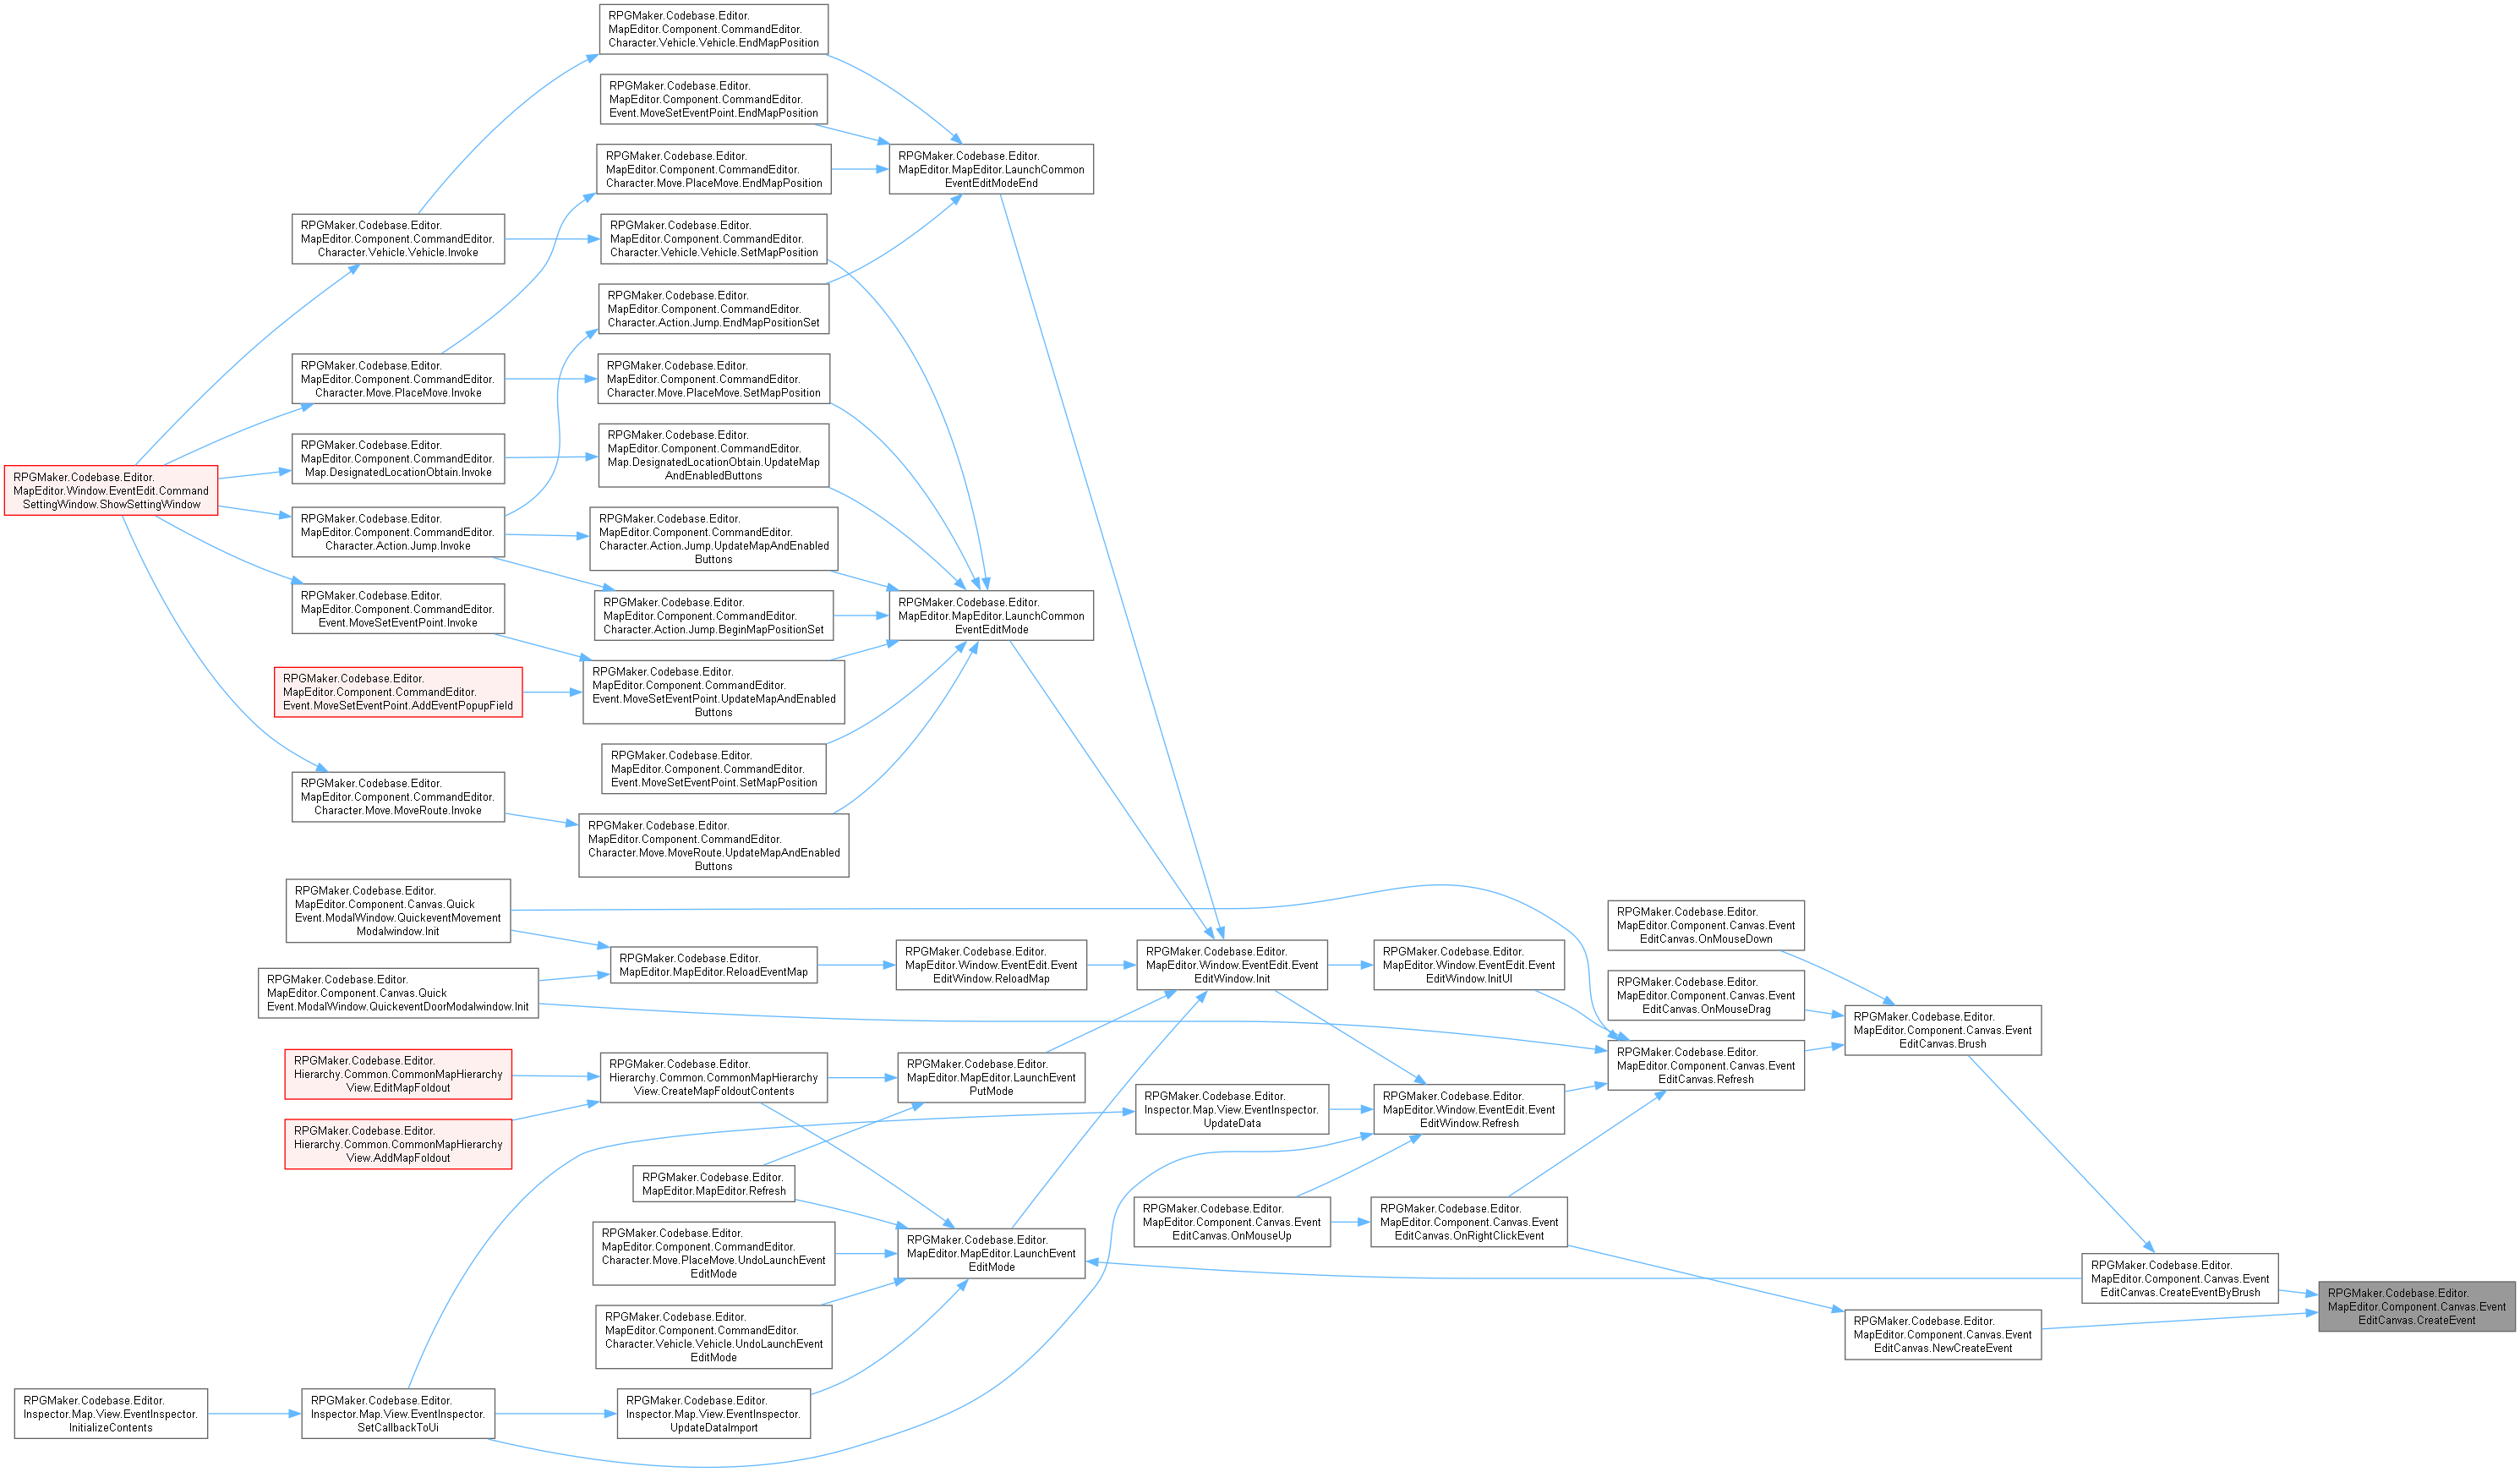 RPGMaker.Codebase.Editor.
MapEditor.Component.CommandEditor.
Character.Vehicle.Vehicle.EndMapPosition
RPGMaker.Codebase.Editor.
MapEditor.Component.CommandEditor.
Event.MoveSetEventPoint.EndMapPosition
RPGMaker.Codebase.Editor.
MapEditor.Component.CommandEditor.
Character.Move.PlaceMove.EndMapPosition
RPGMaker.Codebase.Editor.
MapEditor.MapEditor.LaunchCommon
EventEditModeEnd
RPGMaker.Codebase.Editor.
MapEditor.Component.CommandEditor.
Character.Vehicle.Vehicle.Invoke
RPGMaker.Codebase.Editor.
MapEditor.Component.CommandEditor.
Character.Vehicle.Vehicle.SetMapPosition
RPGMaker.Codebase.Editor.
MapEditor.Component.CommandEditor.
Character.Action.Jump.EndMapPositionSet
RPGMaker.Codebase.Editor.
MapEditor.Component.CommandEditor.
Character.Move.PlaceMove.Invoke
RPGMaker.Codebase.Editor.
MapEditor.Component.CommandEditor.
Character.Move.PlaceMove.SetMapPosition
RPGMaker.Codebase.Editor.
MapEditor.Component.CommandEditor.
Map.DesignatedLocationObtain.Invoke
RPGMaker.Codebase.Editor.
MapEditor.Component.CommandEditor.
Map.DesignatedLocationObtain.UpdateMap
AndEnabledButtons
RPGMaker.Codebase.Editor.
MapEditor.Window.EventEdit.Command
SettingWindow.ShowSettingWindow
RPGMaker.Codebase.Editor.
MapEditor.Component.CommandEditor.
Character.Action.Jump.Invoke
RPGMaker.Codebase.Editor.
MapEditor.Component.CommandEditor.
Character.Action.Jump.UpdateMapAndEnabled
Buttons
RPGMaker.Codebase.Editor.
MapEditor.Component.CommandEditor.
Event.MoveSetEventPoint.Invoke
RPGMaker.Codebase.Editor.
MapEditor.Component.CommandEditor.
Character.Action.Jump.BeginMapPositionSet
RPGMaker.Codebase.Editor.
MapEditor.MapEditor.LaunchCommon
EventEditMode
RPGMaker.Codebase.Editor.
MapEditor.Component.CommandEditor.
Event.MoveSetEventPoint.AddEventPopupField
RPGMaker.Codebase.Editor.
MapEditor.Component.CommandEditor.
Event.MoveSetEventPoint.UpdateMapAndEnabled
Buttons
RPGMaker.Codebase.Editor.
MapEditor.Component.CommandEditor.
Event.MoveSetEventPoint.SetMapPosition
RPGMaker.Codebase.Editor.
MapEditor.Component.CommandEditor.
Character.Move.MoveRoute.Invoke
RPGMaker.Codebase.Editor.
MapEditor.Component.CommandEditor.
Character.Move.MoveRoute.UpdateMapAndEnabled
Buttons
RPGMaker.Codebase.Editor.
MapEditor.Component.Canvas.Quick
Event.ModalWindow.QuickeventMovement
Modalwindow.Init
RPGMaker.Codebase.Editor.
MapEditor.MapEditor.ReloadEventMap
RPGMaker.Codebase.Editor.
MapEditor.Window.EventEdit.Event
EditWindow.ReloadMap
RPGMaker.Codebase.Editor.
MapEditor.Window.EventEdit.Event
EditWindow.Init
RPGMaker.Codebase.Editor.
MapEditor.Window.EventEdit.Event
EditWindow.InitUI
RPGMaker.Codebase.Editor.
MapEditor.Component.Canvas.Event
EditCanvas.OnMouseDown
RPGMaker.Codebase.Editor.
MapEditor.Component.Canvas.Quick
Event.ModalWindow.QuickeventDoorModalwindow.Init
RPGMaker.Codebase.Editor.
MapEditor.Component.Canvas.Event
EditCanvas.OnMouseDrag
RPGMaker.Codebase.Editor.
MapEditor.Component.Canvas.Event
EditCanvas.Brush
RPGMaker.Codebase.Editor.
Hierarchy.Common.CommonMapHierarchy
View.EditMapFoldout
RPGMaker.Codebase.Editor.
Hierarchy.Common.CommonMapHierarchy
View.CreateMapFoldoutContents
RPGMaker.Codebase.Editor.
MapEditor.MapEditor.LaunchEvent
PutMode
RPGMaker.Codebase.Editor.
MapEditor.Component.Canvas.Event
EditCanvas.Refresh
RPGMaker.Codebase.Editor.
Hierarchy.Common.CommonMapHierarchy
View.AddMapFoldout
RPGMaker.Codebase.Editor.
Inspector.Map.View.EventInspector.
UpdateData
RPGMaker.Codebase.Editor.
MapEditor.Window.EventEdit.Event
EditWindow.Refresh
RPGMaker.Codebase.Editor.
MapEditor.MapEditor.Refresh
RPGMaker.Codebase.Editor.
MapEditor.Component.Canvas.Event
EditCanvas.OnMouseUp
RPGMaker.Codebase.Editor.
MapEditor.Component.Canvas.Event
EditCanvas.OnRightClickEvent
RPGMaker.Codebase.Editor.
MapEditor.Component.CommandEditor.
Character.Move.PlaceMove.UndoLaunchEvent
EditMode
RPGMaker.Codebase.Editor.
MapEditor.MapEditor.LaunchEvent
EditMode
RPGMaker.Codebase.Editor.
MapEditor.Component.Canvas.Event
EditCanvas.CreateEventByBrush
RPGMaker.Codebase.Editor.
MapEditor.Component.Canvas.Event
EditCanvas.CreateEvent
RPGMaker.Codebase.Editor.
MapEditor.Component.CommandEditor.
Character.Vehicle.Vehicle.UndoLaunchEvent
EditMode
RPGMaker.Codebase.Editor.
MapEditor.Component.Canvas.Event
EditCanvas.NewCreateEvent
RPGMaker.Codebase.Editor.
Inspector.Map.View.EventInspector.
InitializeContents
RPGMaker.Codebase.Editor.
Inspector.Map.View.EventInspector.
SetCallbackToUi
RPGMaker.Codebase.Editor.
Inspector.Map.View.EventInspector.
UpdateDataImport